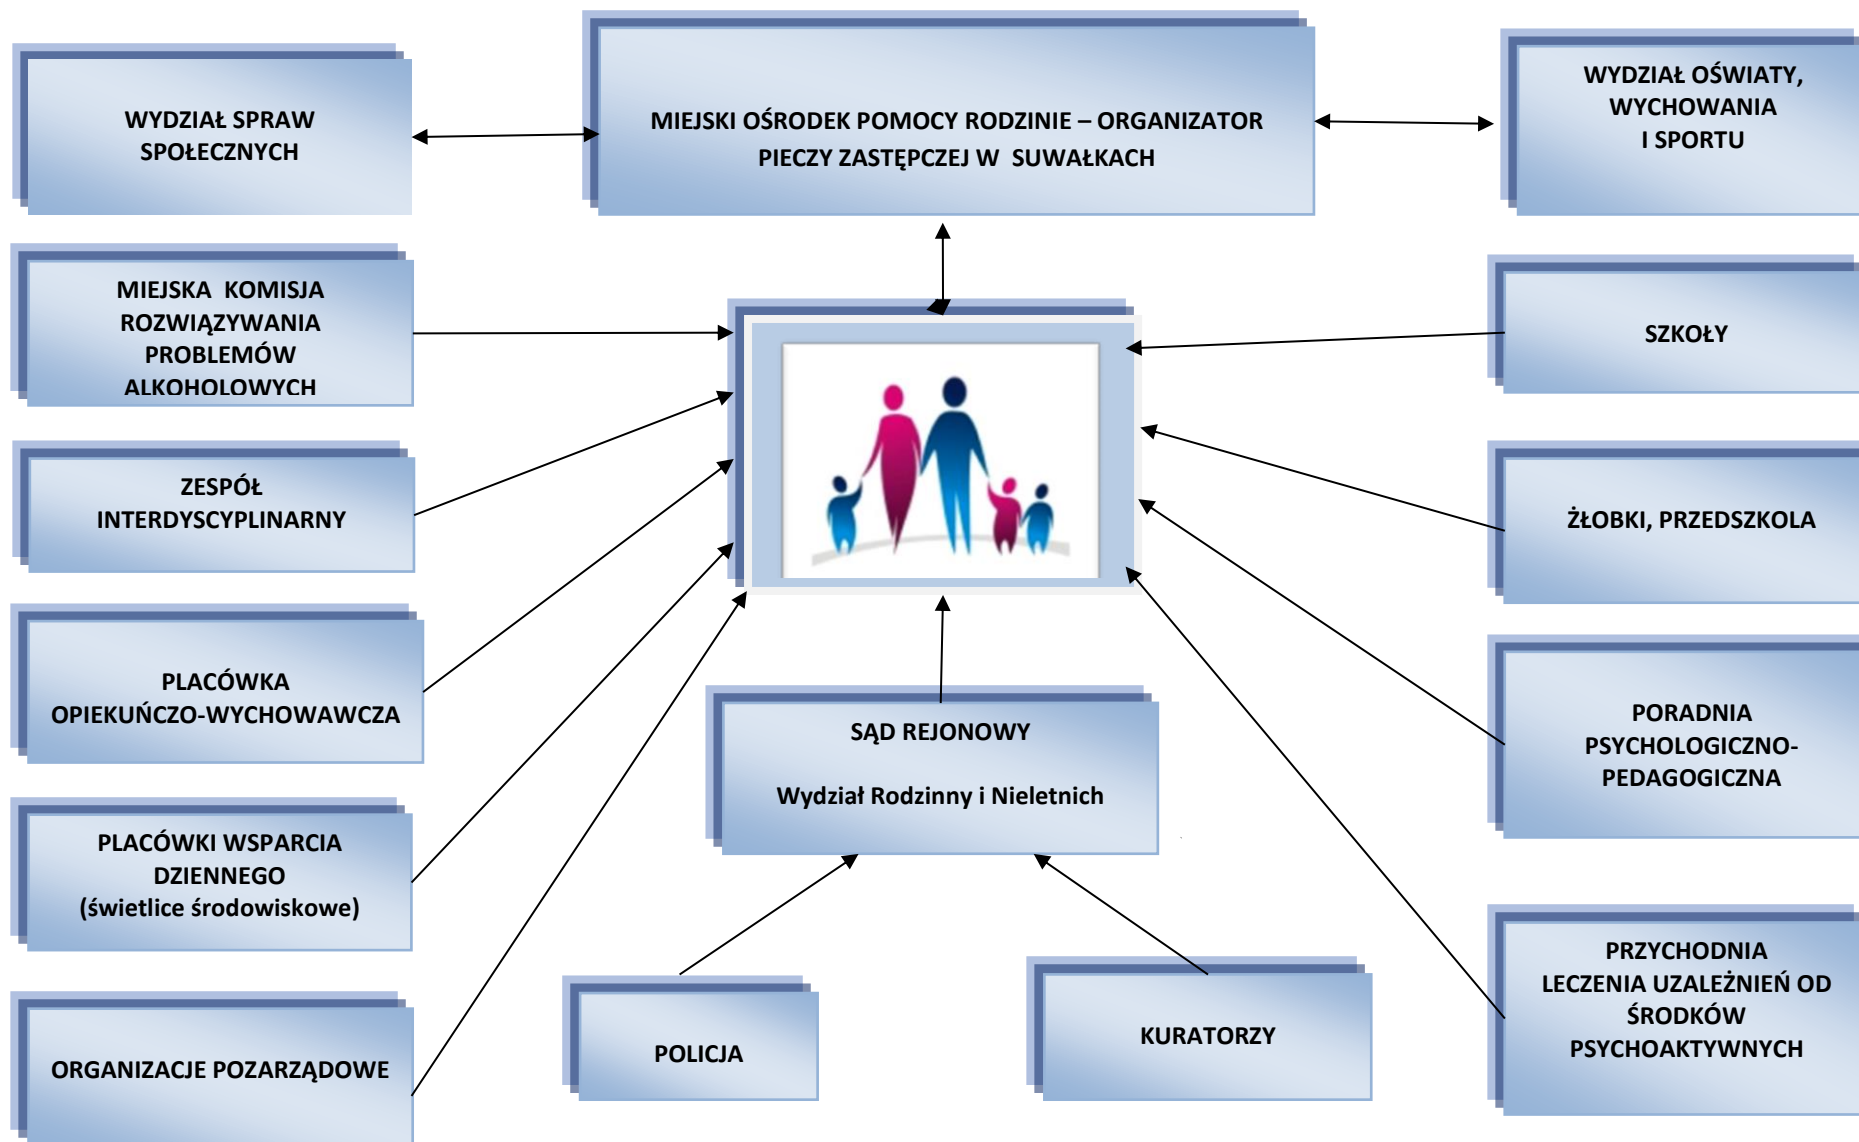 WYDZIAŁ SPRAW
SPOŁECZNYCH
MIEJSKI OŚRODEK POMOCY RODZINIE – ORGANIZATOR
PIECZY ZASTĘPCZEJ W  SUWAŁKACH
WYDZIAŁ OŚWIATY,
WYCHOWANIA
I SPORTU
MIEJSKA  KOMISJA
ROZWIĄZYWANIA
PROBLEMÓW
ALKOHOLOWYCH
SZKOŁY
ZESPÓŁ
INTERDYSCYPLINARNY
ŻŁOBKI, PRZEDSZKOLA
PLACÓWKA
OPIEKUŃCZO-WYCHOWAWCZA
SĄD REJONOWY
Wydział Rodzinny i Nieletnich
PORADNIA
PSYCHOLOGICZNO-
PEDAGOGICZNA
PLACÓWKI WSPARCIA
DZIENNEGO
(świetlice środowiskowe)
PRZYCHODNIA
LECZENIA UZALEŻNIEŃ OD
ŚRODKÓW
PSYCHOAKTYWNYCH
ORGANIZACJE POZARZĄDOWE
POLICJA
KURATORZY